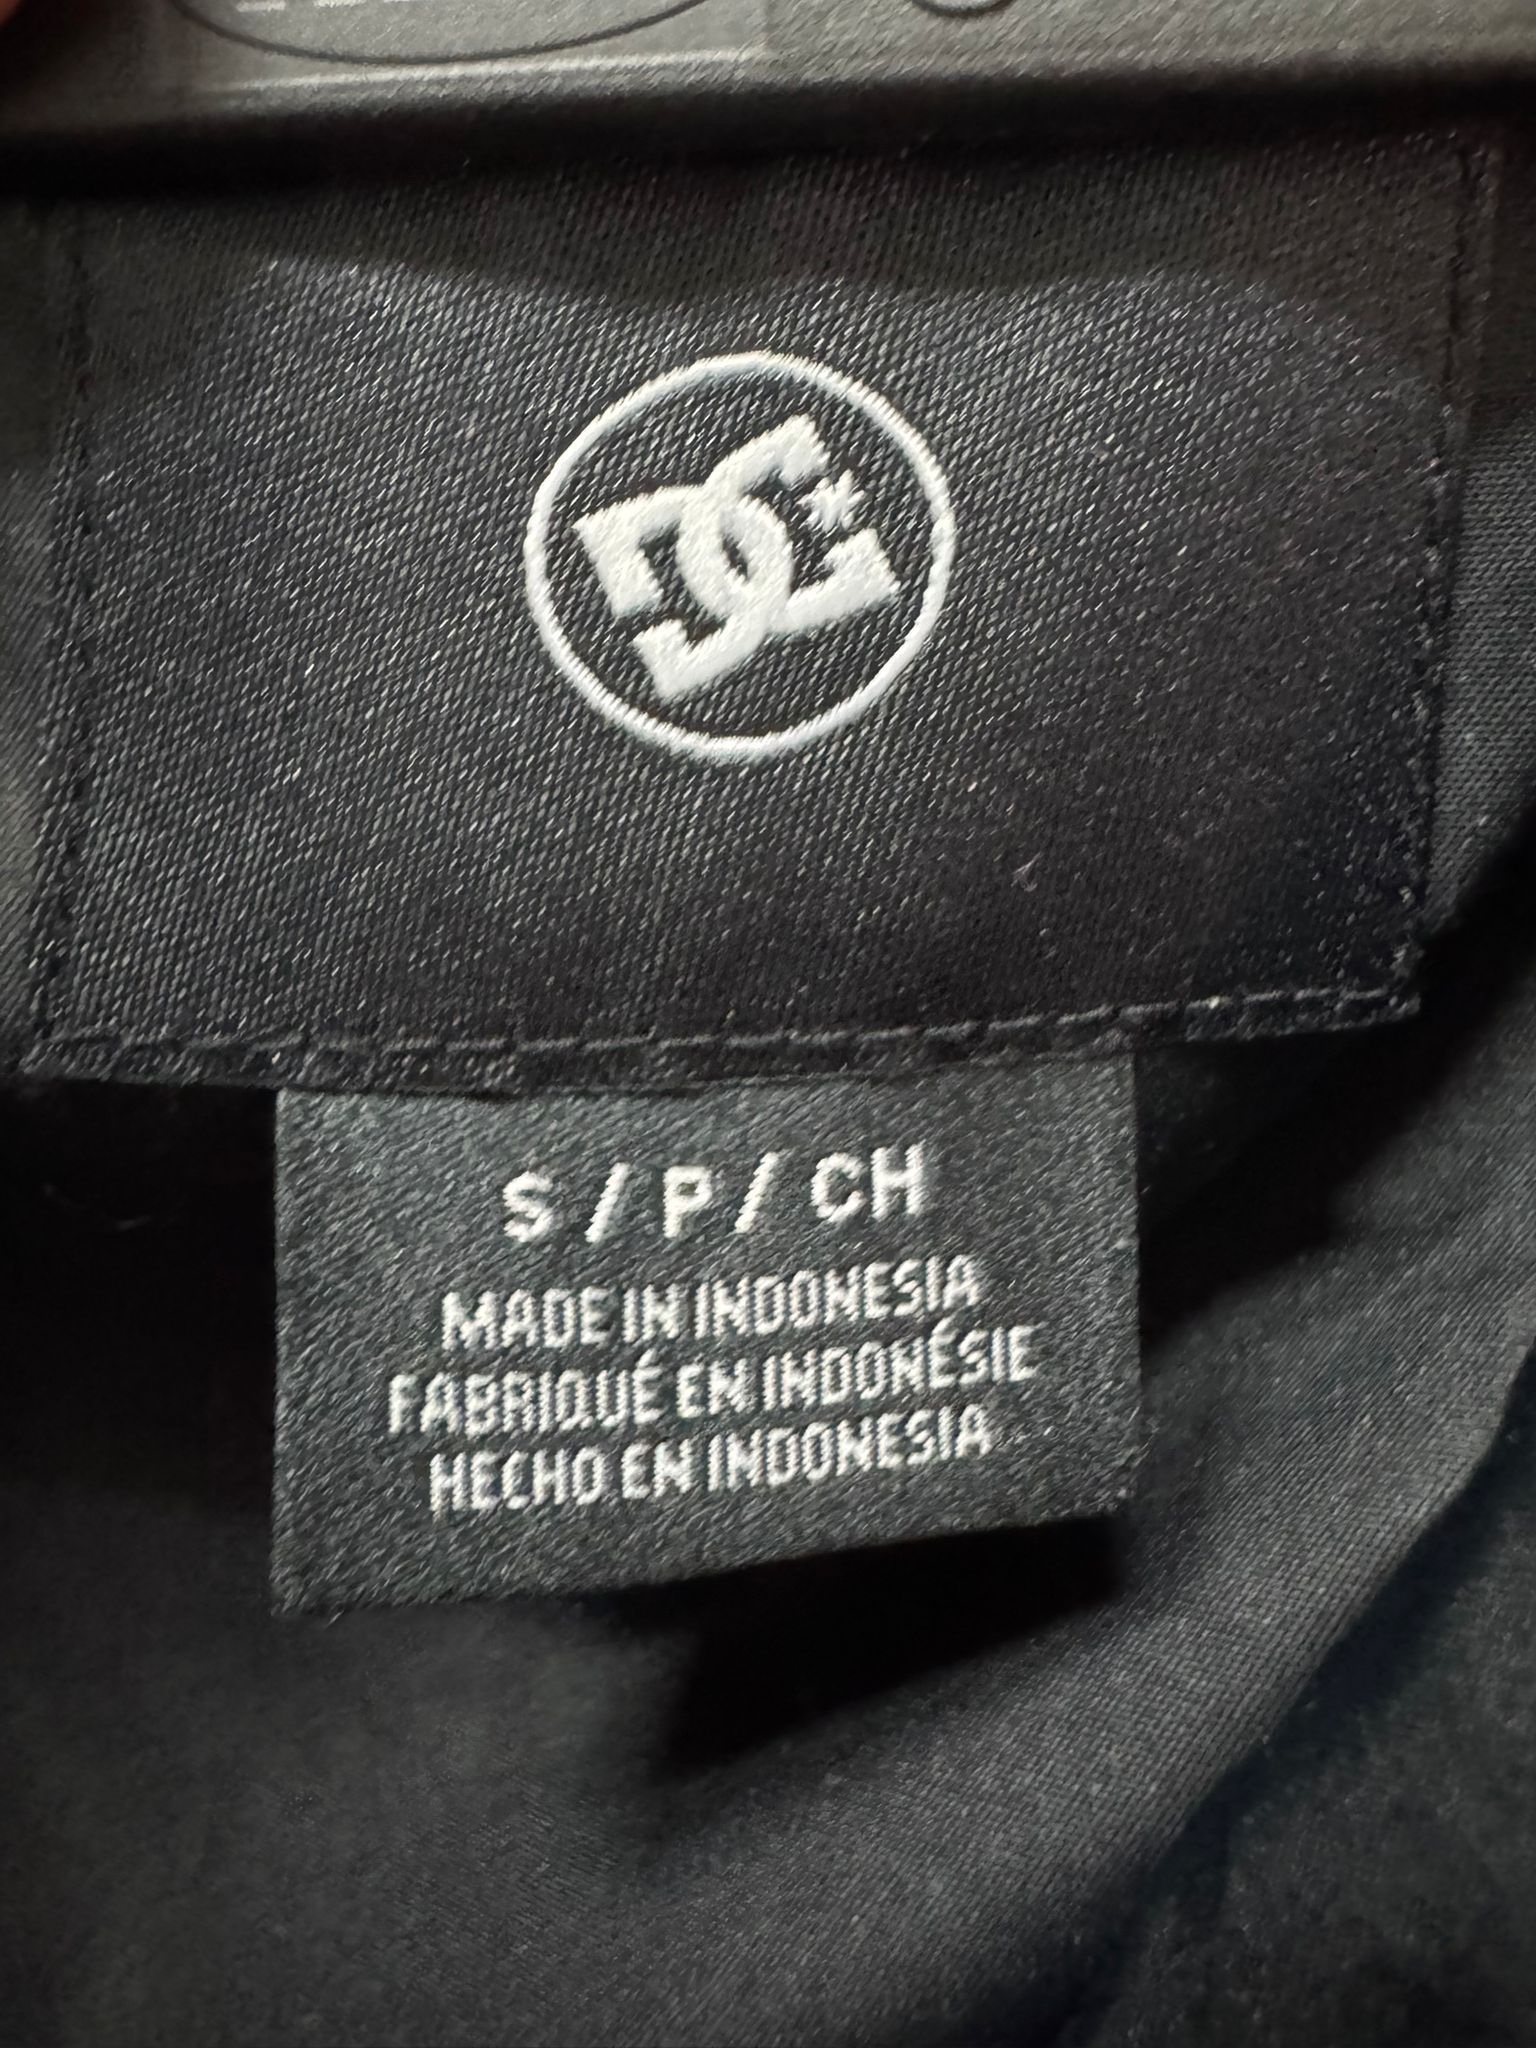 DC
S / P / CH
MADE IN INDONESIA
FABRIQUÉ EN INDONÉSIE
HECHO EN INDONESIA